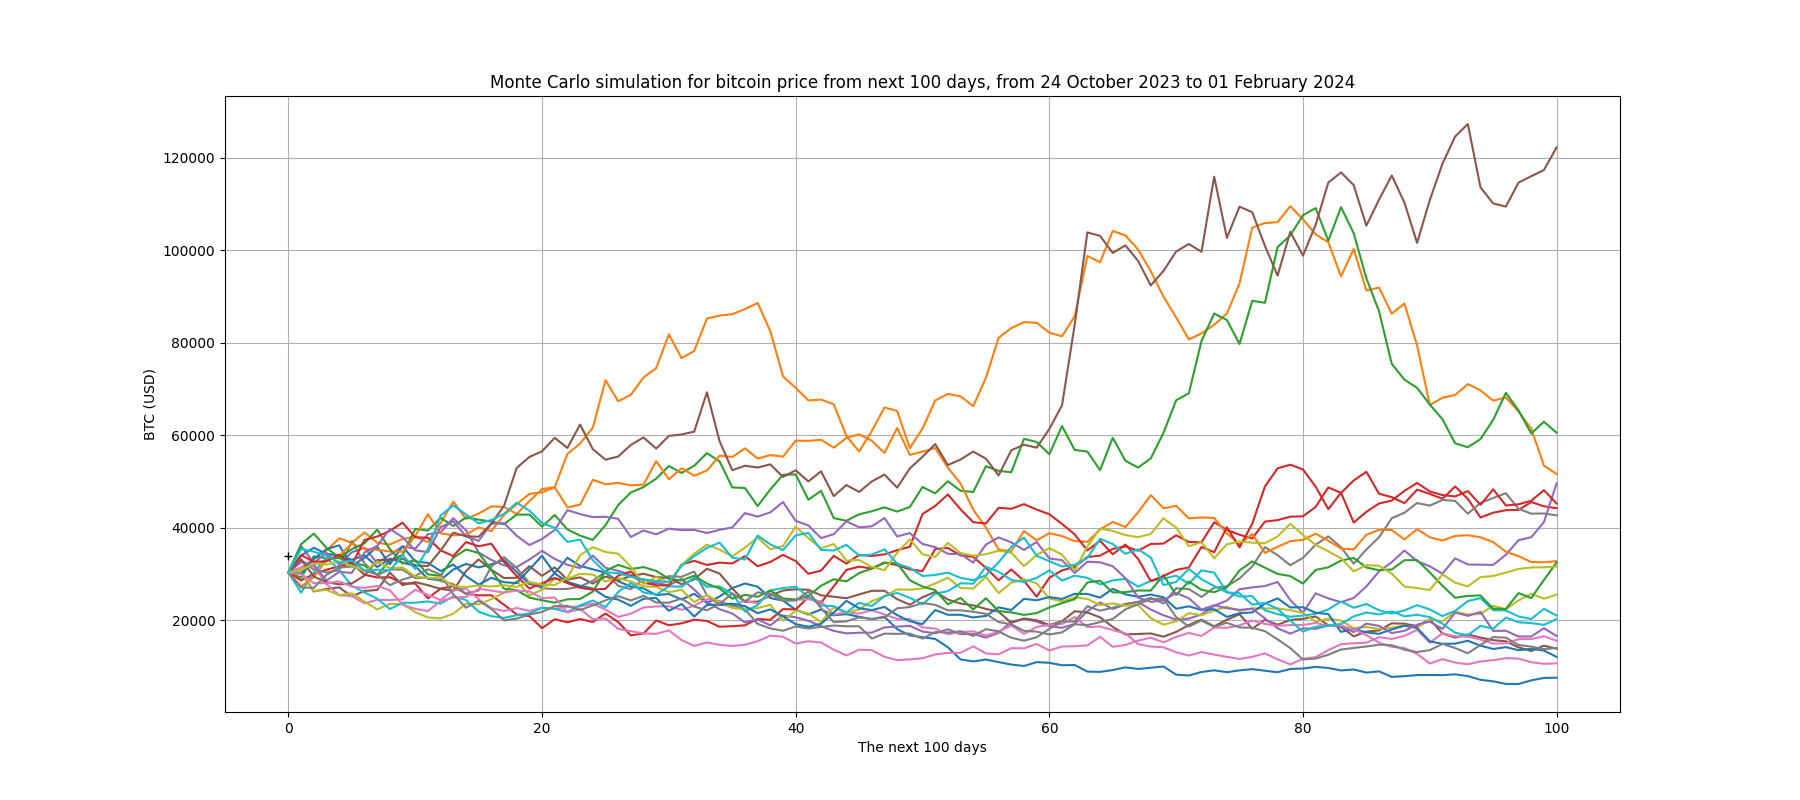 Monte Carlo simulation for bitcoin price from next 100 days, from 24 October 2023 to 01 February 2024
120000
100000
80000
60000
40000
20000
BTC (USD)
0 20 40 60 80 100
The next 100 days